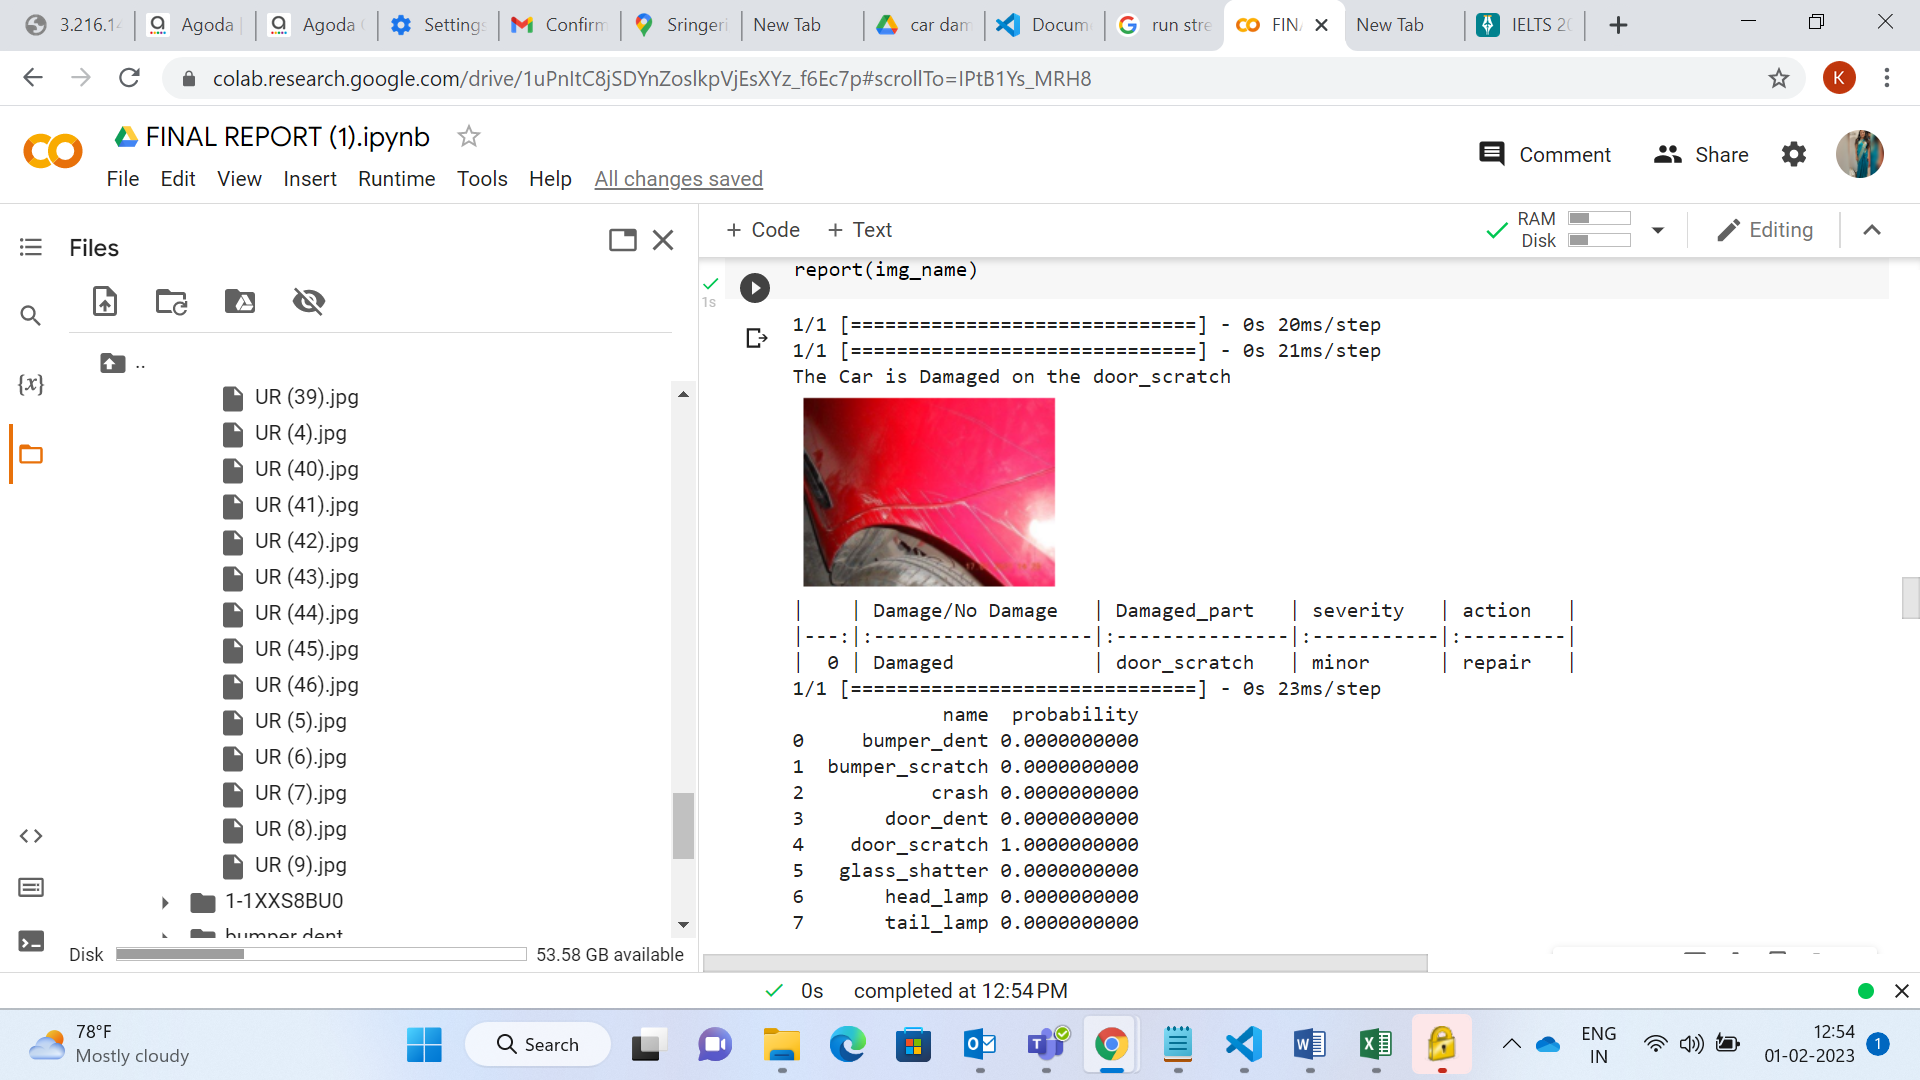 3.216.14
Agoda
Agoda
Settings
Confirm
Sringeri
New Tab
car dam
Docume
run stre
FIN
New Tab
IELTS 20
colab.research.google.com/drive/1uPnItC8jSDYnZoslkpVjEsXYz_f6Ec7p#scrollTo=IPtB1Ys_MRH8
K
CO
FINAL REPORT (1).ipynb
File Edit View Insert Runtime Tools Help All changes saved
Comment
Share
Files
+ Code + Text
RAM
Disk
Editing
{x}
..
UR (39).jpg
UR (4).jpg
UR (40).jpg
UR (41).jpg
UR (42).jpg
UR (43).jpg
UR (44).jpg
UR (45).jpg
UR (46).jpg
UR (5).jpg
UR (6).jpg
UR (7).jpg
UR (8).jpg
UR (9).jpg
1-1XXS8BU0
bumper dent
Disk
53.58 GB available
report(img_name)
1s
1/1 [==============================] - 0s 20ms/step
1/1 [==============================] - 0s 21ms/step
The Car is Damaged on the door_scratch
|    | Damage/No Damage   | Damaged_part   | severity   | action   |
|---:|:-------------------|:---------------|:-----------|:---------|
|  0 | Damaged            | door_scratch   | minor      | repair   |
1/1 [==============================] - 0s 23ms/step
name probability
0 bumper_dent 0.0000000000
1 bumper_scratch 0.0000000000
2 crash 0.0000000000
3 door_dent 0.0000000000
4 door_scratch 1.0000000000
5 glass_shatter 0.0000000000
6 head_lamp 0.0000000000
7 tail_lamp 0.0000000000
0s completed at 12:54 PM
78°F
Mostly cloudy
Search
ENG
IN
12:54
01-02-2023
1